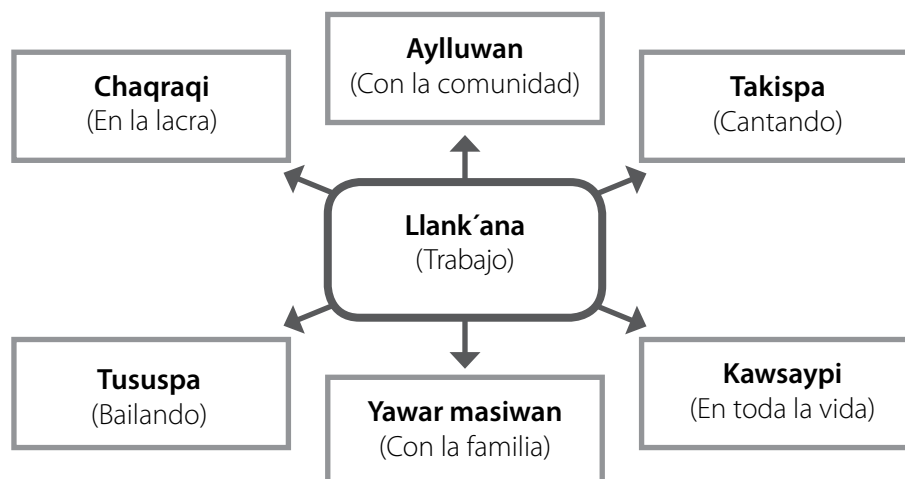 Aylluwan
(Con la comunidad)
Chaqraqi
(En la lacra)
Takispa
(Cantando)
Llank´ana
(Trabajo)
Tususpa
(Bailando)
Yawar masiwan
(Con la familia)
Kawsaypi
(En toda la vida)